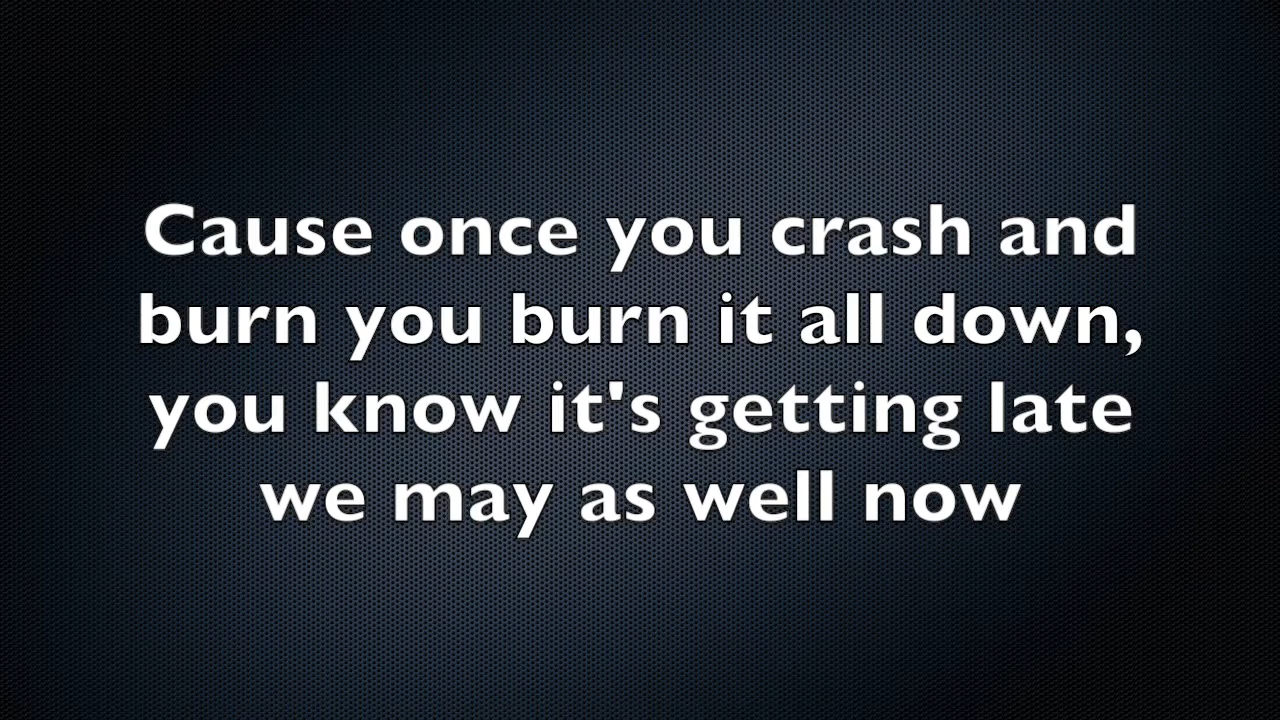 Cause once you crash and
burn you burn it all down,
you know it's getting late
we may as well now